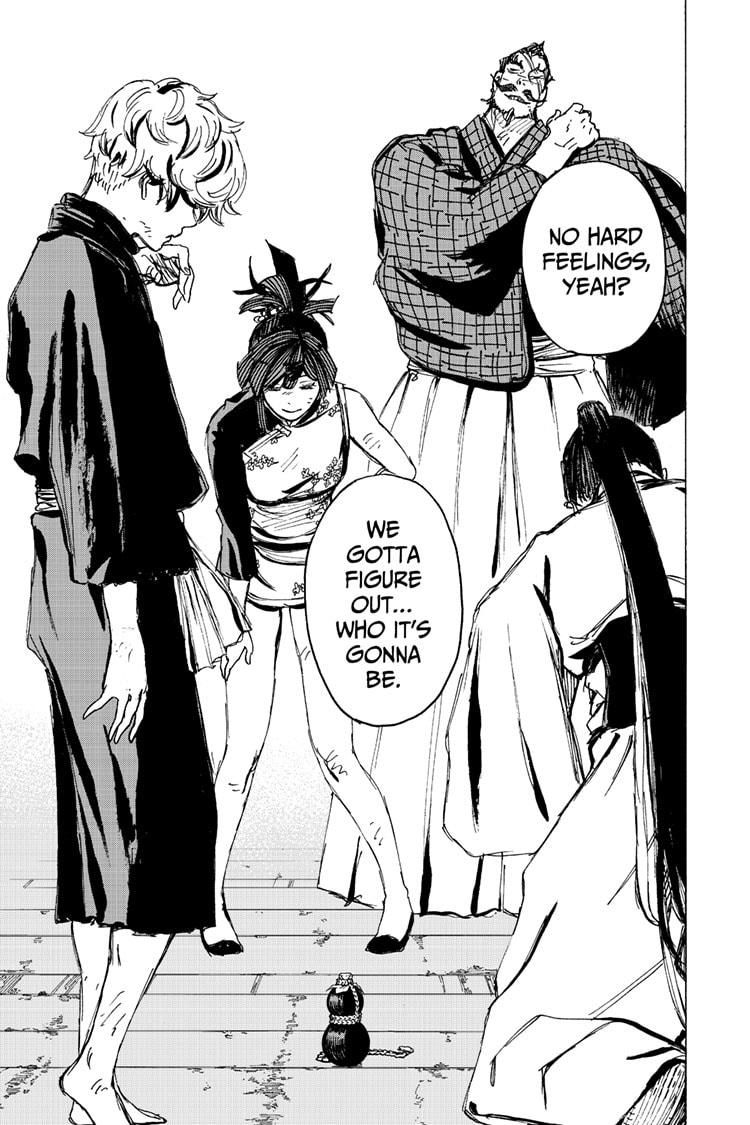 NO HARD
FEELINGS,
YEAH?
WE
GOTTA
FIGURE
OUT...
WHO IT'S
GONNA
BE.